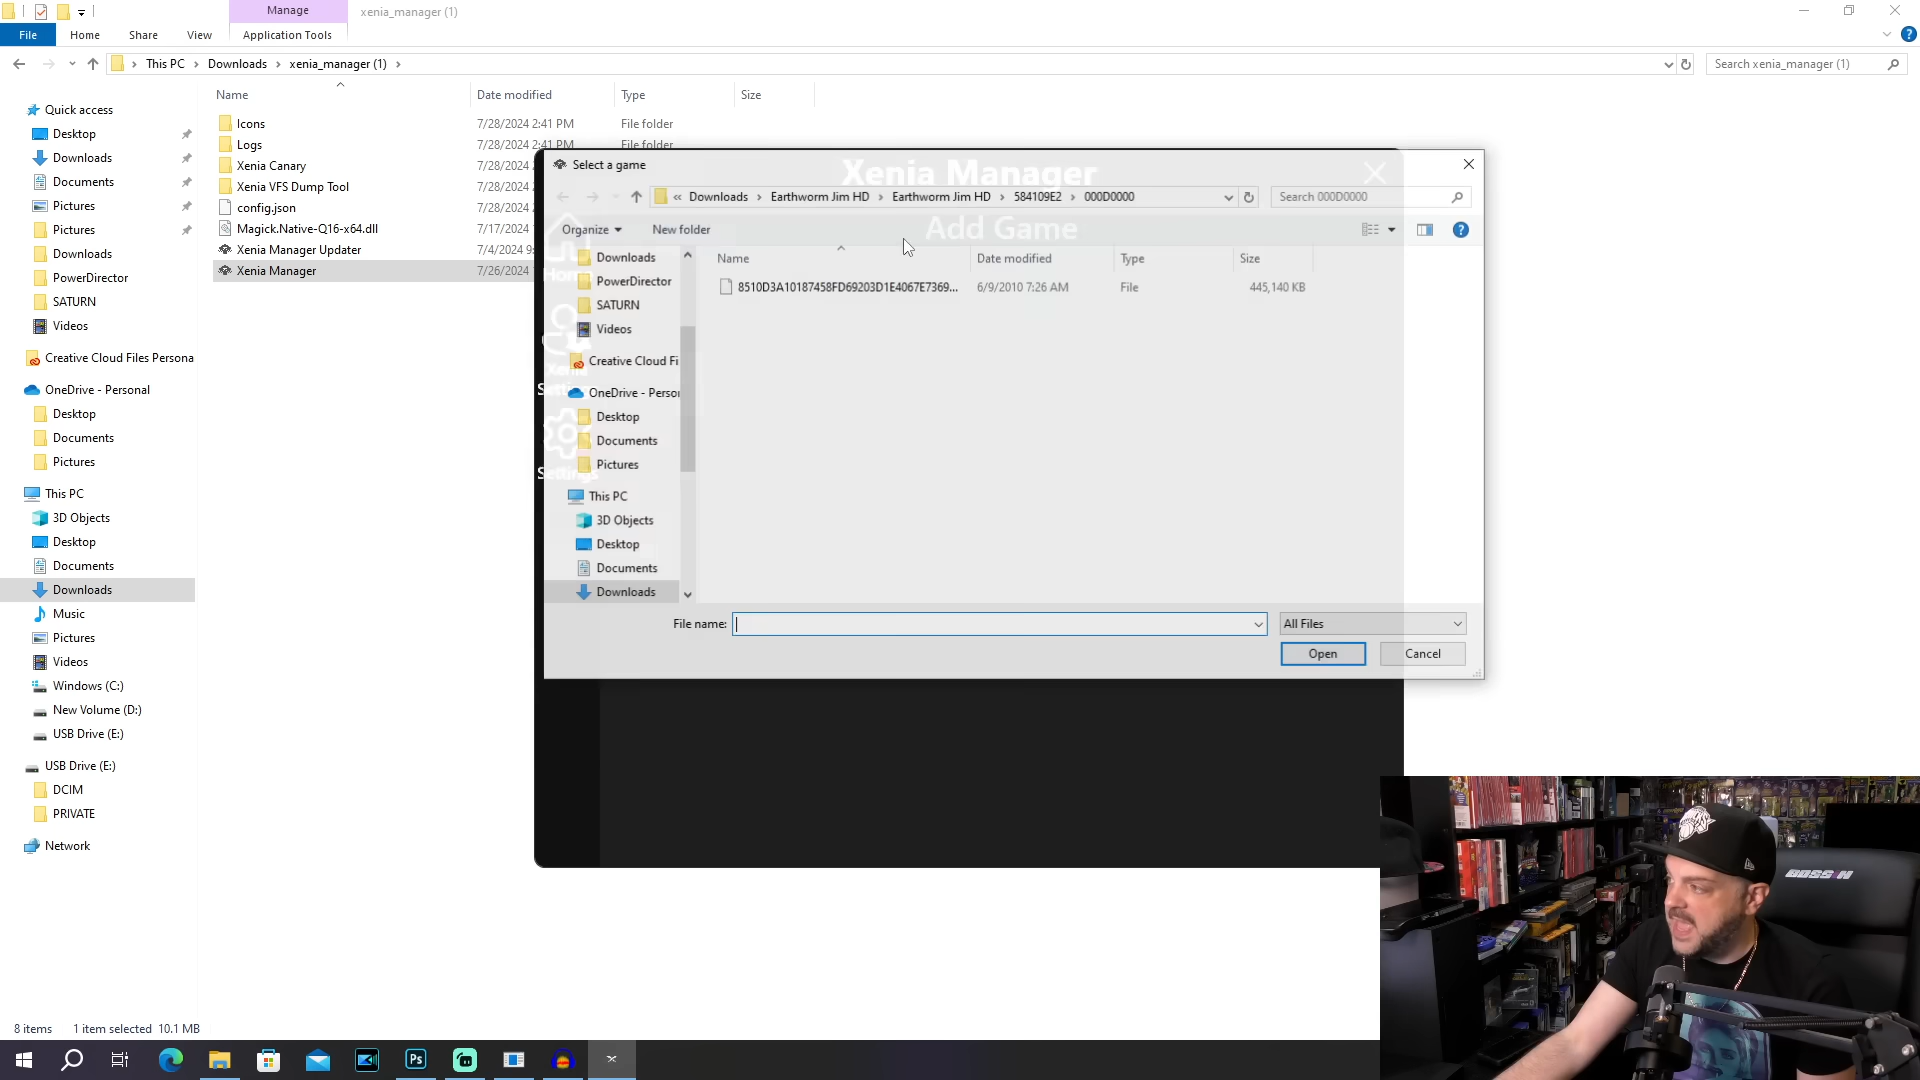 Manage
xenia_manager (1)
File
Home
Share
View
Application Tools
This PC
Downloads
xenia_manager (1)
Search xenia_manager (1)
Name
Date modified
Type
Size
Icons
7/28/2024 2:41 PM
File folder
Logs
7/28/2024 2:41 PM
File folder
Xenia Canary
7/28/2024
Xenia VFS Dump Tool
7/28/2024
config.json
7/28/2024
Magick.Native-Q16-x64.dll
7/17/2024
Xenia Manager Updater
7/4/2024 9:
Xenia Manager
7/26/2024
Quick access
Desktop
Downloads
Documents
Pictures
Pictures
Downloads
PowerDirector
SATURN
Videos
Creative Cloud Files Persona
OneDrive - Personal
Desktop
Documents
Pictures
This PC
3D Objects
Desktop
Documents
Downloads
Music
Pictures
Videos
Windows (C:)
New Volume (D:)
USB Drive (E:)
USB Drive (E:)
DCIM
PRIVATE
Network
8 items
1 item selected 10.1 MB
Select a game
Xenia Manager
« Downloads
Earthworm Jim HD
Earthworm Jim HD
584109E2
000D0000
Search 000D0000
Organize
New folder
Add Game
Home
Xenia
Settings
Settings
Downloads
PowerDirector
SATURN
Videos
Creative Cloud Fi
OneDrive - Person
Desktop
Documents
Pictures
This PC
3D Objects
Desktop
Documents
Downloads
Name
Date modified
Type
Size
8510D3A10187458FD69203D1E4067E7369...
6/9/2010 7:26 AM
File
445,140 KB
File name:
All Files
Open
Cancel
Ps